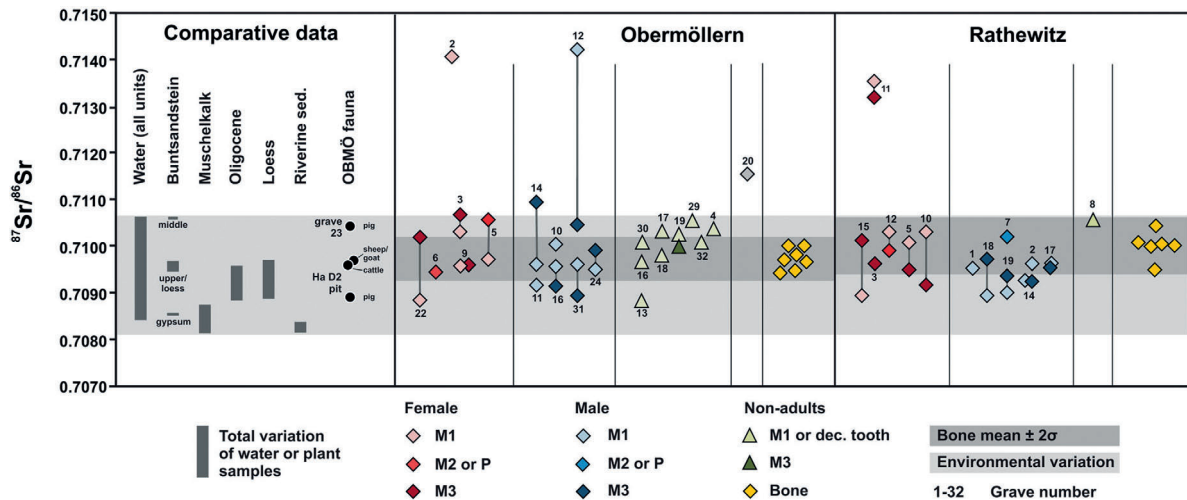 0.7150
0.7140
0.7130
0.7120
0.7110
0.7100
0.7090
0.7080
0.7070
87Sr/86Sr
Comparative data
Obermöllern
Rathewitz
Water (all units)
Buntsandstein
Muschelkalk
Oligocene
Loess
Riverine sed.
OBMÖ fauna
middle
upper/
loess
gypsum
grave
23
pig
sheep/
goat
cattle
Ha D2
pit
pig
2
3
5
6
9
22
12
14
10
11
16
31
24
29
17
19
4
30
16
18
32
13
20
11
12
10
15
5
3
7
18
2
17
1
19
14
8
Total variation
of water or plant
samples
Female
M1
M2 or P
M3
Male
M1
M2 or P
M3
Non-adults
M1 or dec. tooth
M3
Bone
Bone mean ± 2σ
Environmental variation
1-32 Grave number